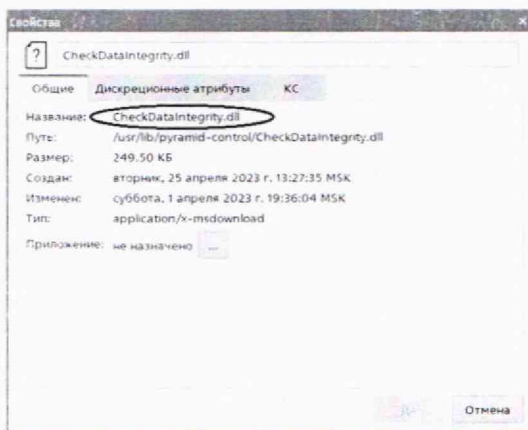 Свойства
CheckDataIntegrity.dll
Общие Дискреционные атрибуты КС
Название: CheckDataIntegrity.dll
Путь: /usr/lib/pyramid-control/CheckDataIntegrity.dll
Размер: 249.50 КБ
Создан: вторник, 25 апреля 2023 г. 13:27:35 MSK
Изменен: суббота, 1 апреля 2023 г. 19:36:04 MSK
Тип: application/x-msdownload
Приложение: не назначено ...
Отмена